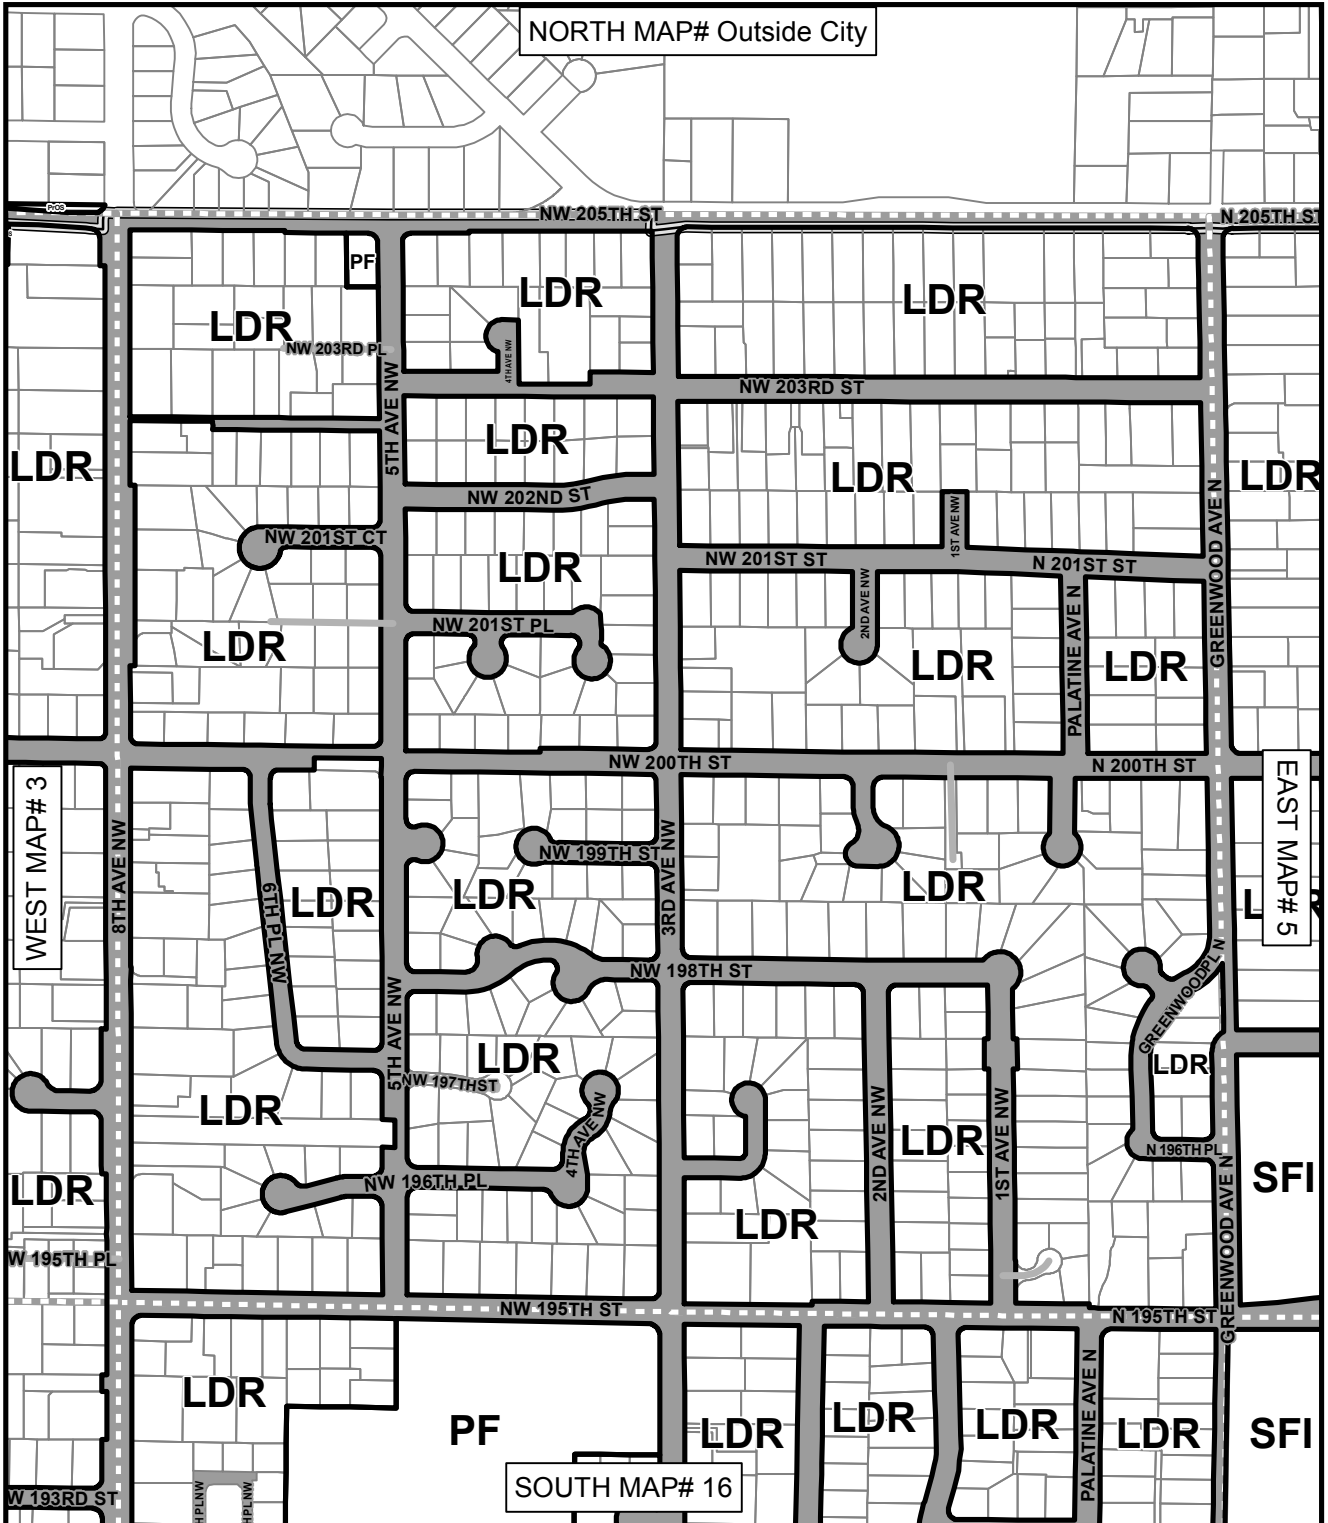 NORTH MAP# Outside City
PrOS
NW 205TH ST
N 205TH ST
PF
LDR
LDR
LDR
NW 203RD PL
4TH AVE NW
NW 203RD ST
5TH AVE NW
LDR
LDR
LDR
LDR
NW 202ND ST
1ST AVE NW
GREENWOOD AVE N
NW 201ST CT
LDR
NW 201ST ST
N 201ST ST
2ND AVE NW
PALATINE AVE N
NW 201ST PL
LDR
LDR
LDR
NW 200TH ST
N 200TH ST
WEST MAP# 3
EAST MAP# 5
8TH AVE NW
6TH PL NW
LDR
LDR
NW 199TH ST
3RD AVE NW
LDR
NW 198TH ST
GREENWOOD PL N
5TH AVE NW
LDR
LDR
NW 197TH ST
LDR
4TH AVE NW
2ND AVE NW
LDR
1ST AVE NW
N 196TH PL
LDR
NW 196TH PL
SFI
LDR
GREENWOOD AVE N
W 195TH PL
NW 195TH ST
N 195TH ST
LDR
PF
LDR
LDR
LDR
PALATINE AVE N
LDR
SFI
SOUTH MAP# 16
W 193RD ST
H PL NW
H PL NW